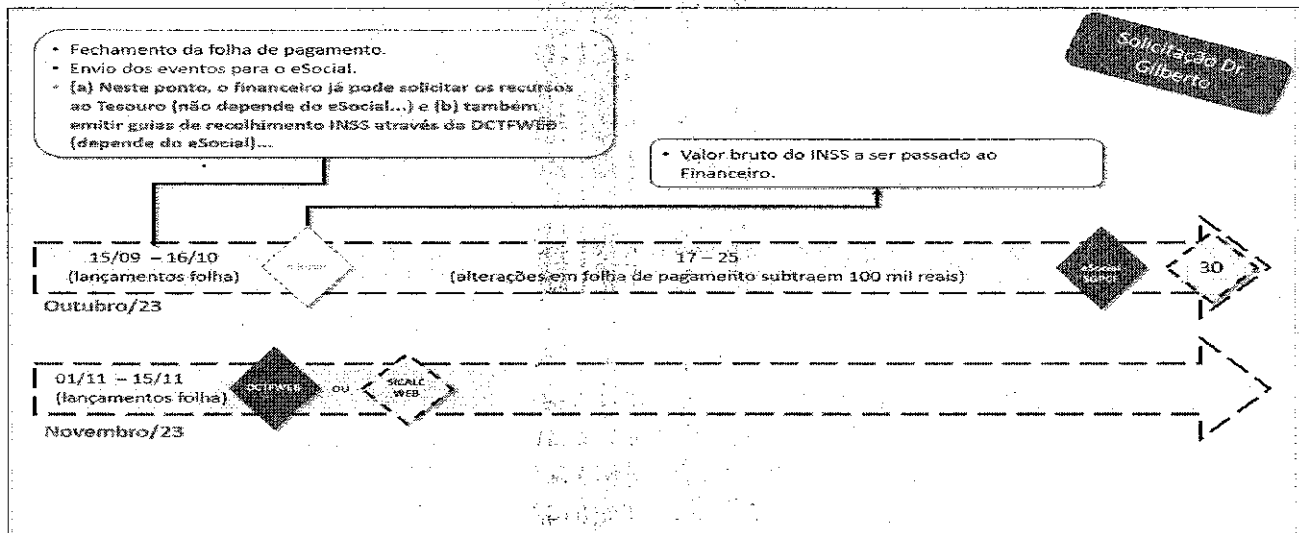 Solicitação Dr
Gilberto
• Fechamento da folha de pagamento.
• Envio dos eventos para o eSocial.
• (a) Neste ponto, o financeiro já pode solicitar os recursos
ao Tesouro (não depende do eSocial...) e (b) também
emitir guias de recolhimento INSS através da DCTFWEB
(depende do eSocial)...
• Valor bruto do INSS a ser passado ao
Financeiro.
15/09 – 16/10
(lançamentos folha)
17 – 25
(alterações em folha de pagamento subtraem 100 mil reais)
30
Outubro/23
01/11 – 15/11
(lançamentos folha)
DCTFWEB
OU
SICALC
WEB
Novembro/23